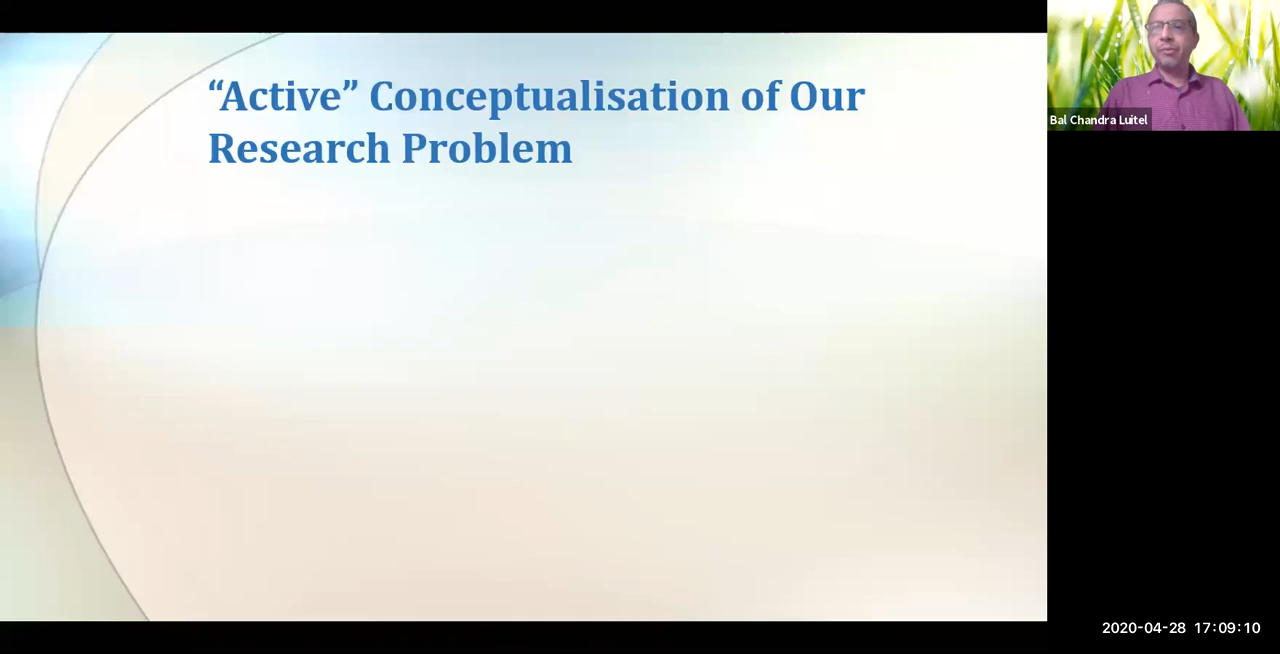 “Active” Conceptualisation of Our
Research Problem
Bal Chandra Luitel
2020-04-28 17:09:10